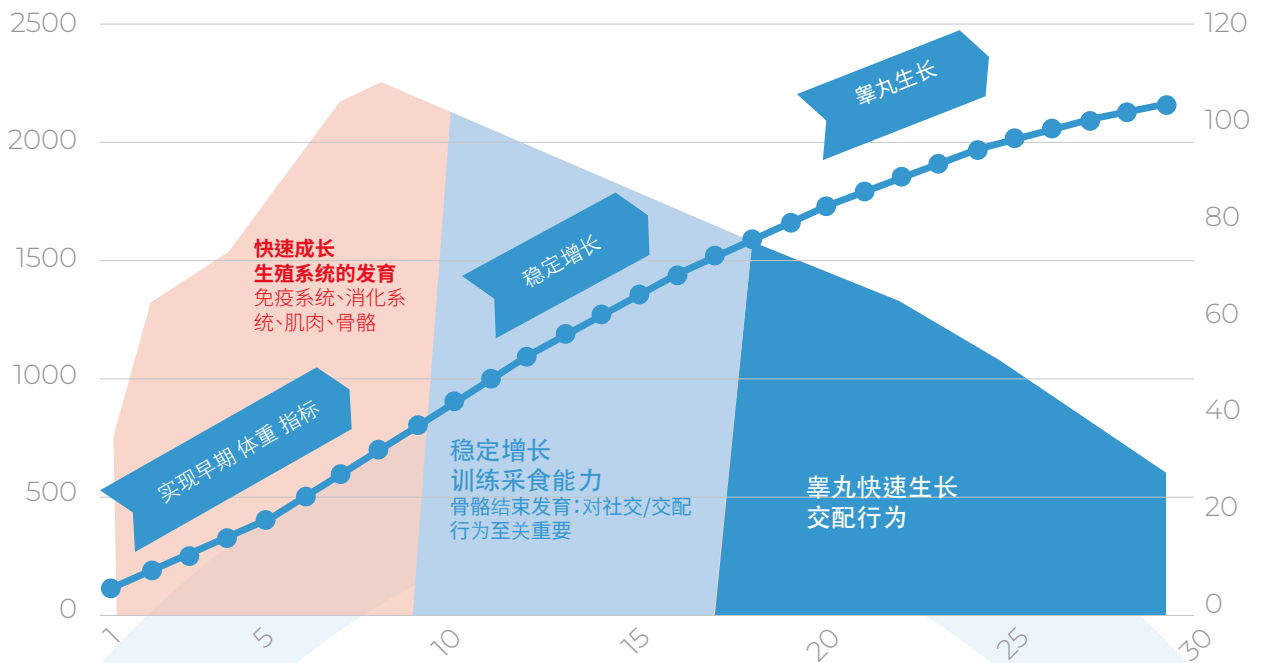 2500
2000
1500
1000
500
0
120
100
80
60
40
20
0
睾丸生长
稳定增长
快速成长
生殖系统的发育
免疫系统、消化系
统、肌肉、骨骼
实现早期 体重 指标
稳定增长
训练采食能力
骨骼结束发育：对社交/交配
行为至关重要
睾丸快速生长
交配行为
1
5
10
15
20
25
30